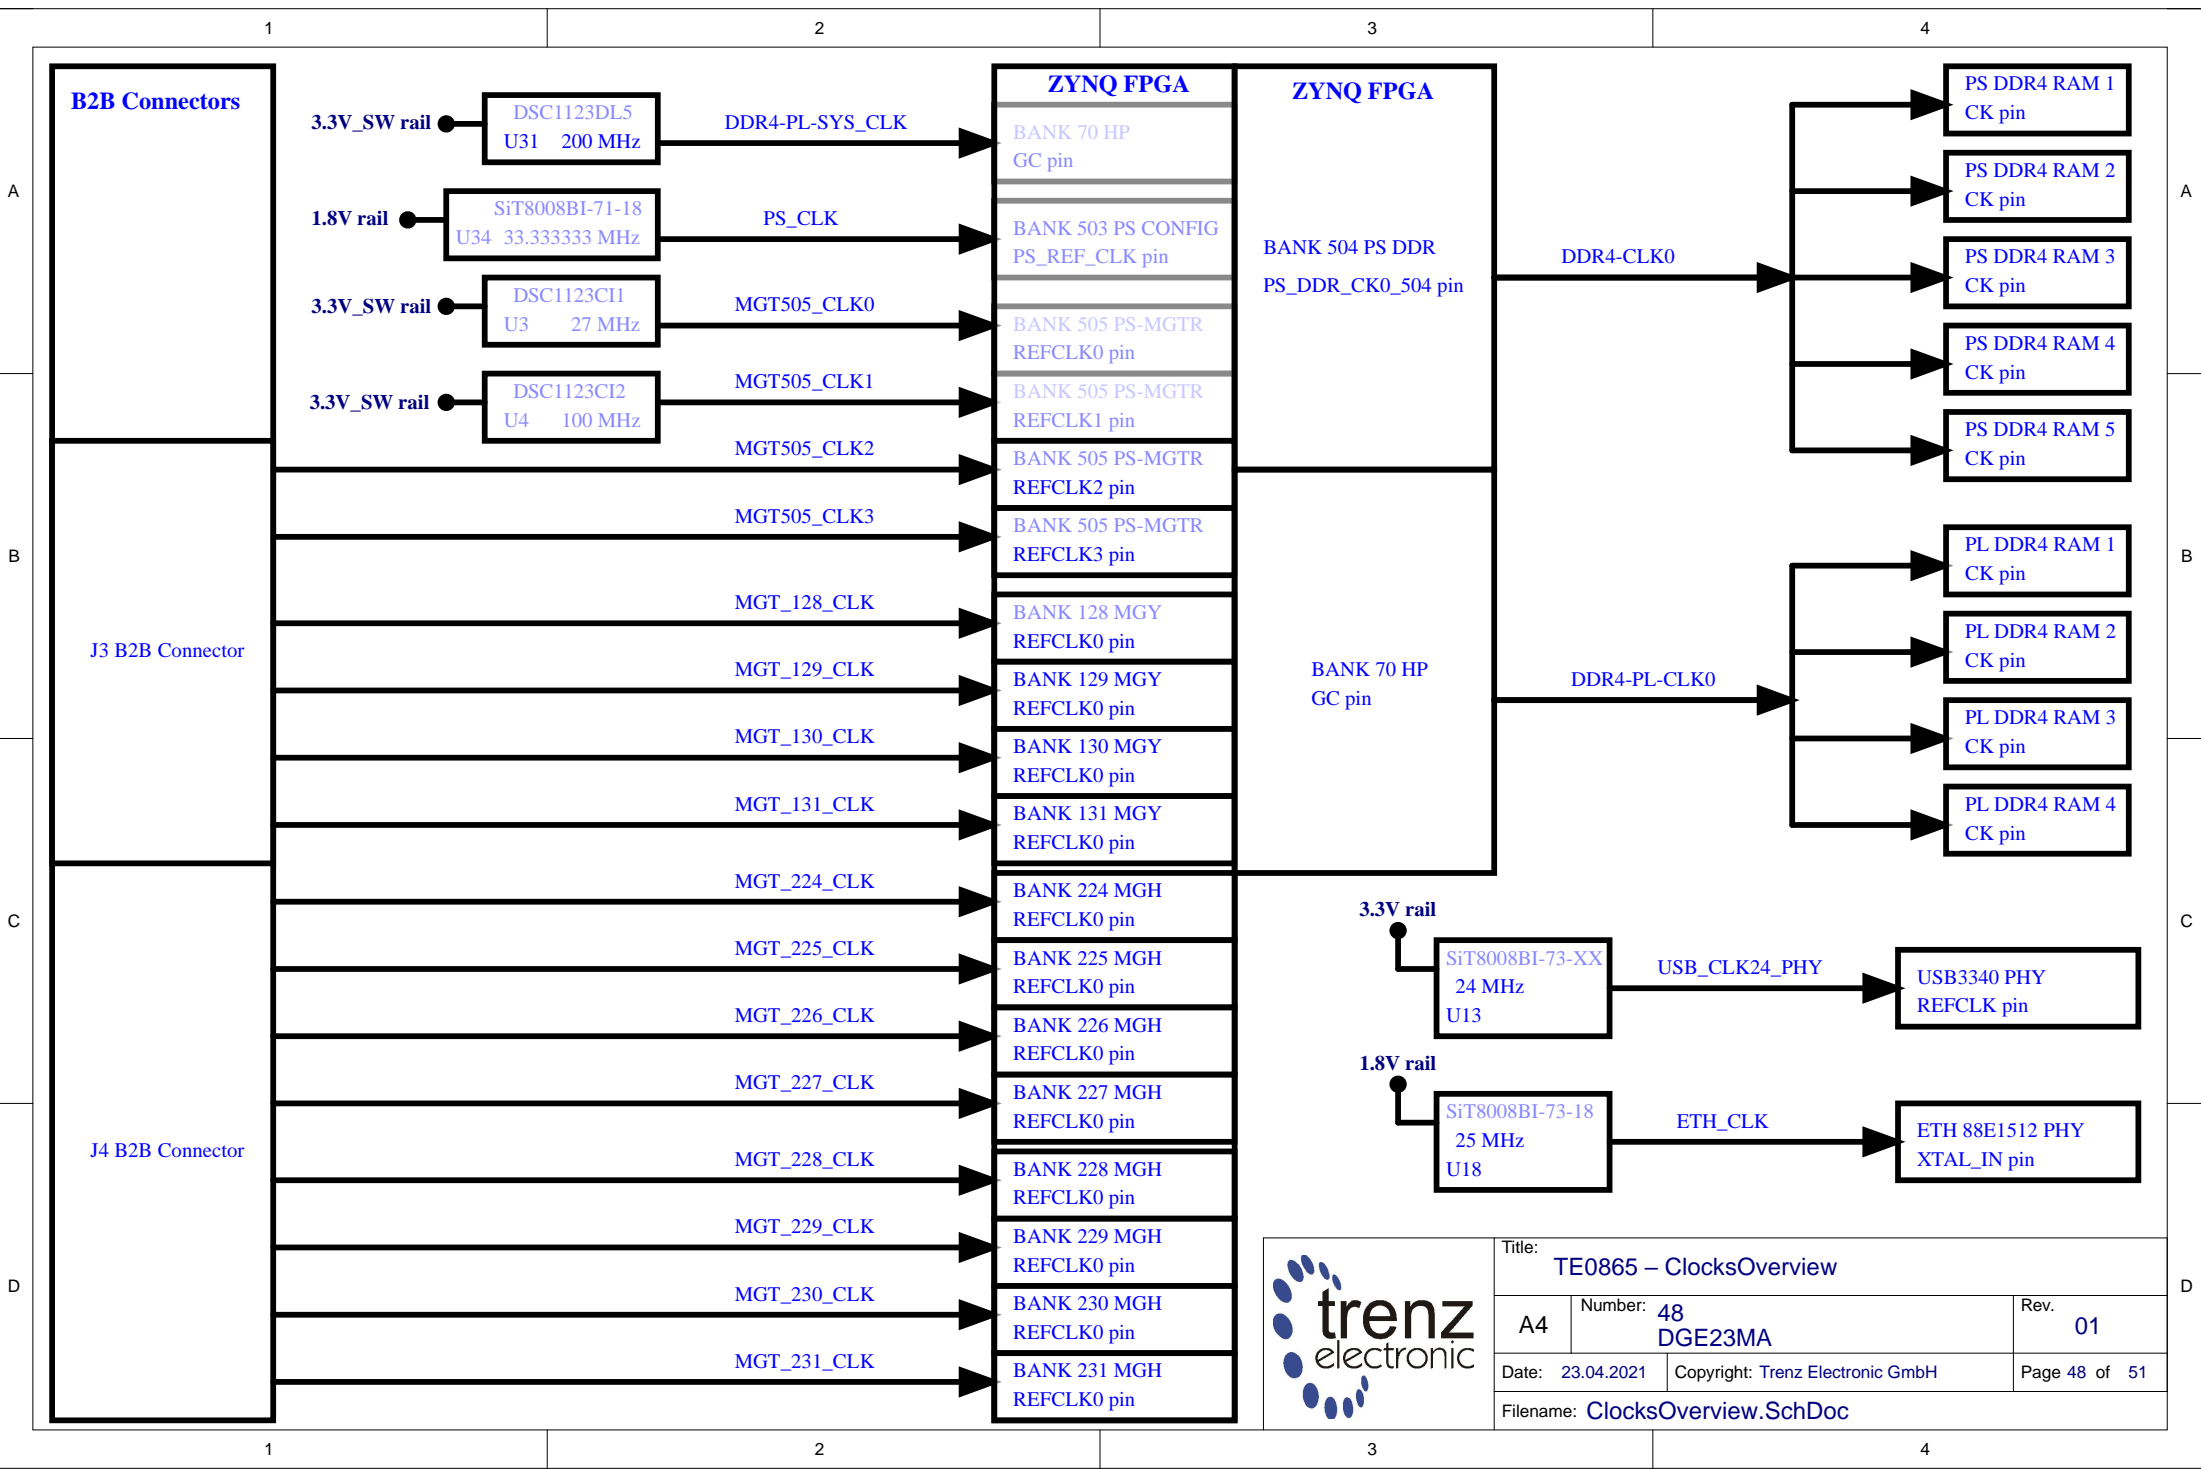 1 2 3 4
A
B
C
D
B2B Connectors
J3 B2B Connector
J4 B2B Connector
3.3V_SW rail
DSC1123DL5
U31 200 MHz
DDR4-PL-SYS_CLK
1.8V rail
SiT8008BI-71-18
U34 33.333333 MHz
PS_CLK
3.3V_SW rail
DSC1123CI1
U3 27 MHz
MGT505_CLK0
3.3V_SW rail
DSC1123CI2
U4 100 MHz
MGT505_CLK1
MGT505_CLK2
MGT505_CLK3
MGT_128_CLK
MGT_129_CLK
MGT_130_CLK
MGT_131_CLK
MGT_224_CLK
MGT_225_CLK
MGT_226_CLK
MGT_227_CLK
MGT_228_CLK
MGT_229_CLK
MGT_230_CLK
MGT_231_CLK
ZYNQ FPGA
BANK 70 HP
GC pin
BANK 503 PS CONFIG
PS_REF_CLK pin
BANK 505 PS-MGTR
REFCLK0 pin
BANK 505 PS-MGTR
REFCLK1 pin
BANK 505 PS-MGTR
REFCLK2 pin
BANK 505 PS-MGTR
REFCLK3 pin
BANK 128 MGY
REFCLK0 pin
BANK 129 MGY
REFCLK0 pin
BANK 130 MGY
REFCLK0 pin
BANK 131 MGY
REFCLK0 pin
BANK 224 MGH
REFCLK0 pin
BANK 225 MGH
REFCLK0 pin
BANK 226 MGH
REFCLK0 pin
BANK 227 MGH
REFCLK0 pin
BANK 228 MGH
REFCLK0 pin
BANK 229 MGH
REFCLK0 pin
BANK 230 MGH
REFCLK0 pin
BANK 231 MGH
REFCLK0 pin
ZYNQ FPGA
BANK 504 PS DDR
PS_DDR_CK0_504 pin
BANK 70 HP
GC pin
DDR4-CLK0
DDR4-PL-CLK0
PS DDR4 RAM 1
CK pin
PS DDR4 RAM 2
CK pin
PS DDR4 RAM 3
CK pin
PS DDR4 RAM 4
CK pin
PS DDR4 RAM 5
CK pin
PL DDR4 RAM 1
CK pin
PL DDR4 RAM 2
CK pin
PL DDR4 RAM 3
CK pin
PL DDR4 RAM 4
CK pin
3.3V rail
SiT8008BI-73-XX
24 MHz
U13
USB_CLK24_PHY
USB3340 PHY
REFCLK pin
1.8V rail
SiT8008BI-73-18
25 MHz
U18
ETH_CLK
ETH 88E1512 PHY
XTAL_IN pin
trenz
electronic
Title:
TE0865 – ClocksOverview
A4
Number: 48
DGE23MA
Rev.
01
Date: 23.04.2021
Copyright: Trenz Electronic GmbH
Page 48 of 51
Filename: ClocksOverview.SchDoc
A
B
C
D
1 2 3 4